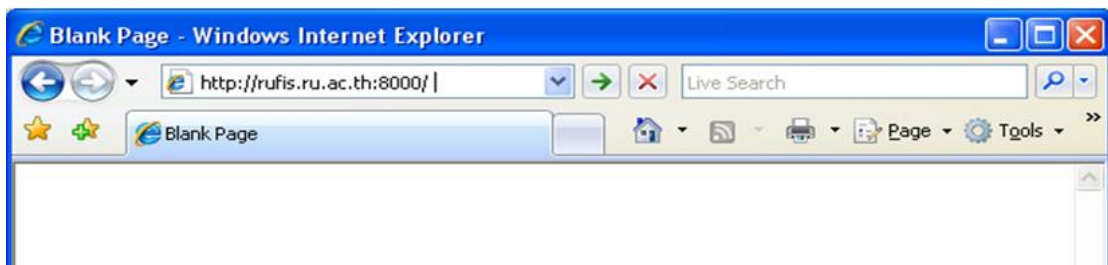 Blank Page - Windows Internet Explorer
http://rufis.ru.ac.th:8000/ Live Search
Blank Page Page Tools »